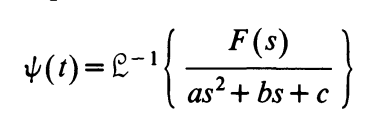 ψ(t) = ℒ⁻¹ { F(s) / (as² + bs + c) }